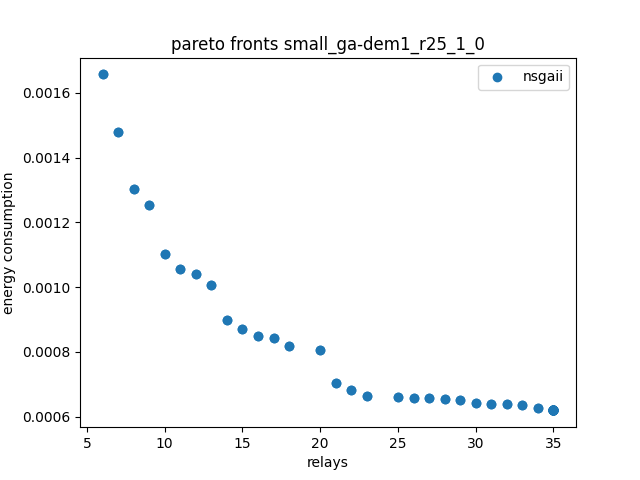 pareto fronts small_ga-dem1_r25_1_0
nsgaii
0.0016
0.0014
0.0012
0.0010
0.0008
0.0006
energy consumption
5 10 15 20 25 30 35
relays